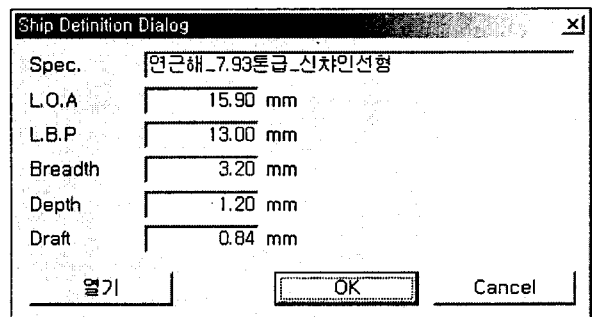 Ship Definition Dialog
Spec. 연근해_7.93톤급_신차인선형
L.O.A 15.90 mm
L.B.P 13.00 mm
Breadth 3.20 mm
Depth 1.20 mm
Draft 0.84 mm
열기 OK Cancel